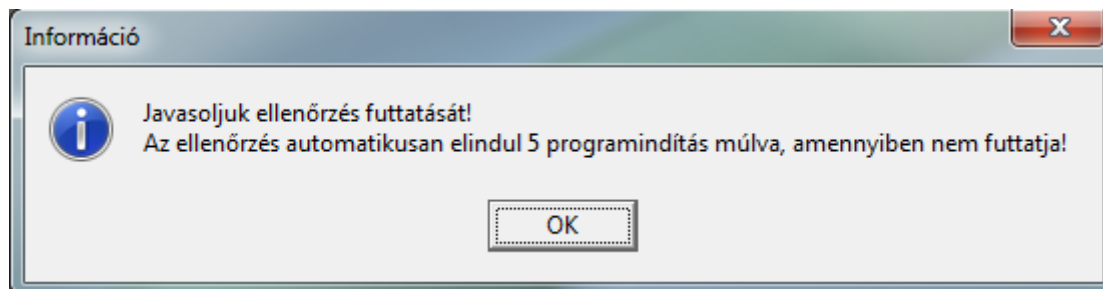 Információ
Javasoljuk ellenőrzés futtatását!
Az ellenőrzés automatikusan elindul 5 programindítás múlva, amennyiben nem futtatja!
OK